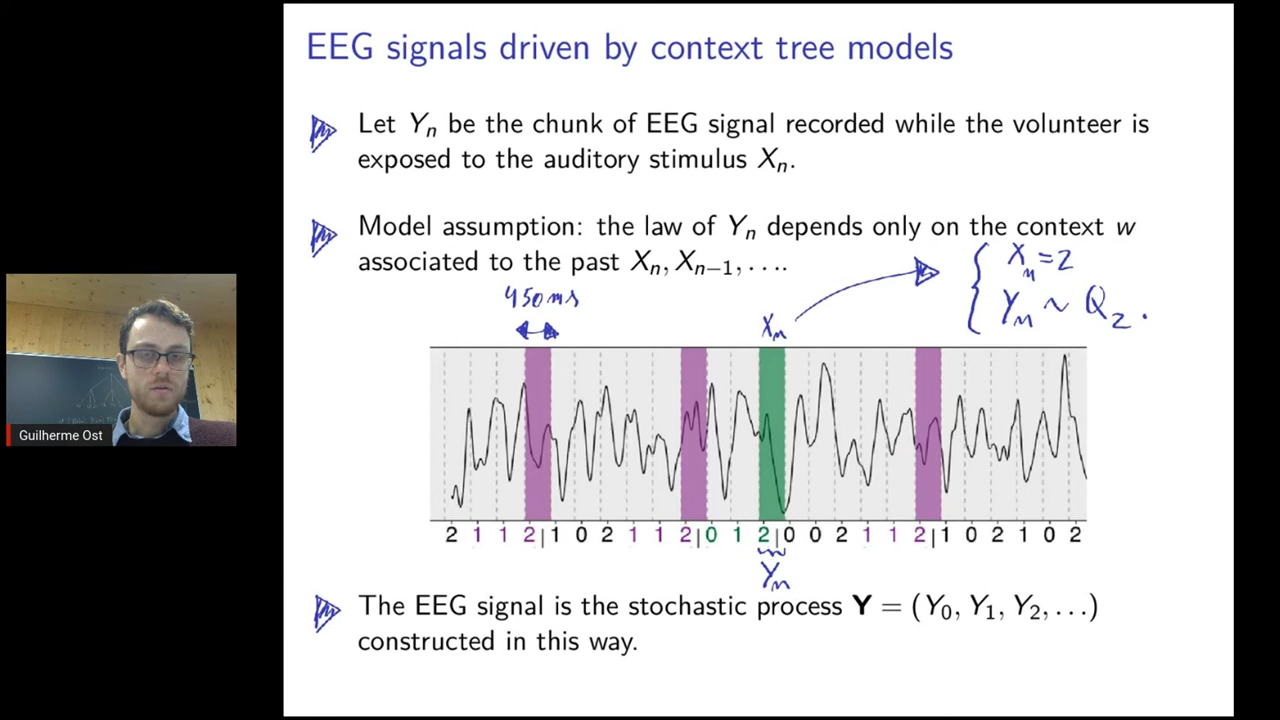 EEG signals driven by context tree models
Let Yₙ be the chunk of EEG signal recorded while the volunteer is
exposed to the auditory stimulus Xₙ.
Model assumption: the law of Yₙ depends only on the context w
associated to the past Xₙ, Xₙ₋₁, ….
Xₙ = 2
450ms
Xₙ
Yₙ ~ Q₂.
2 1 1 2|1 0 2 1 1 2|0 1 2|0 0 2 1 1 2|1 0 2 1 0 2
Yₙ
The EEG signal is the stochastic process Y = (Y₀, Y₁, Y₂, …)
constructed in this way.
Guilherme Ost